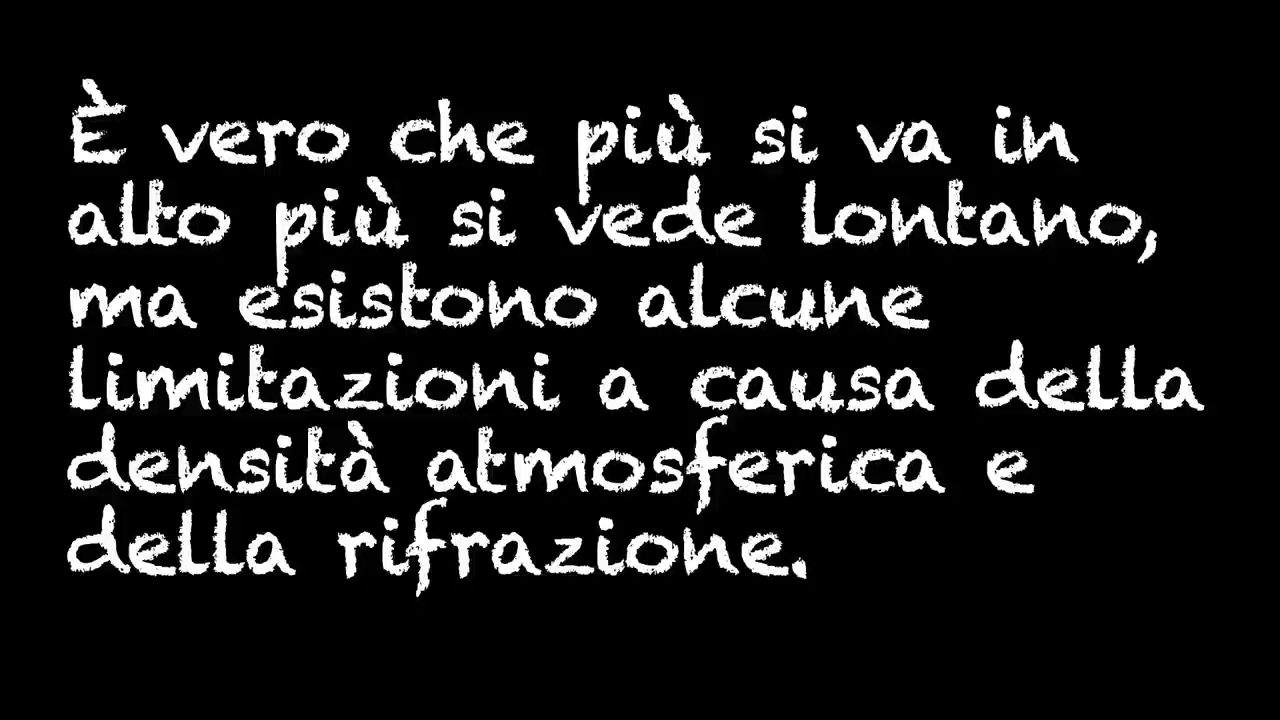 È vero che più si va in
alto più si vede lontano,
ma esistono alcune
limitazioni a causa della
densità atmosferica e
della rifrazione.